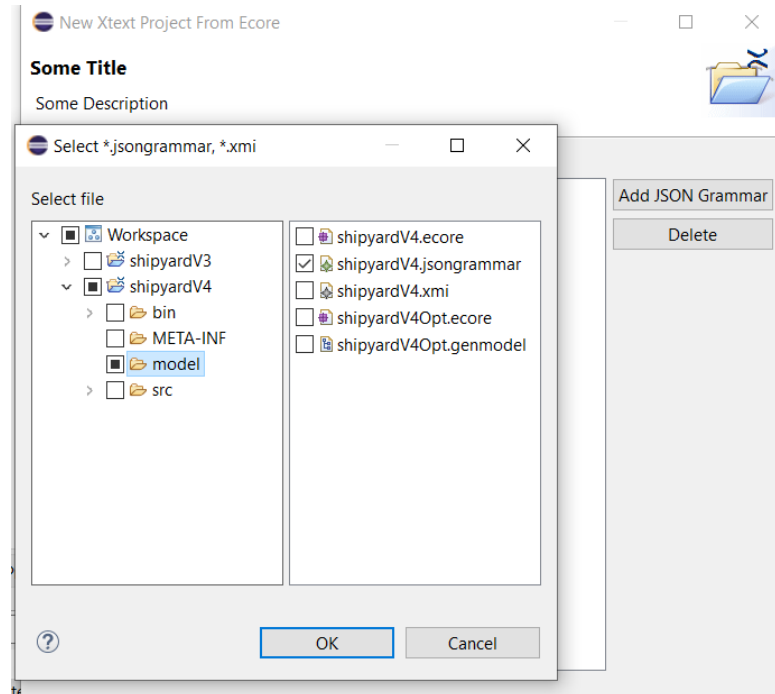 New Xtext Project From Ecore
Some Title
Some Description
Select *.jsongrammar, *.xmi
Select file
Workspace
shipyardV3
shipyardV4
bin
META-INF
model
src
shipyardV4.ecore
shipyardV4.jsongrammar
shipyardV4.xmi
shipyardV4Opt.ecore
shipyardV4Opt.genmodel
Add JSON Grammar
Delete
?
OK
Cancel